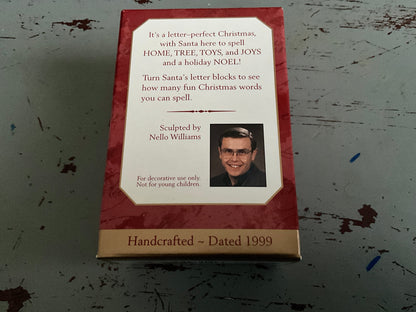 It's a letter-perfect Christmas,
with Santa here to spell
HOME, TREE, TOYS, and JOYS
and a holiday NOEL!
Turn Santa's letter blocks to see
how many fun Christmas words
you can spell.
Sculpted by
Nello Williams
For decorative use only.
Not for young children.
Handcrafted ~ Dated 1999